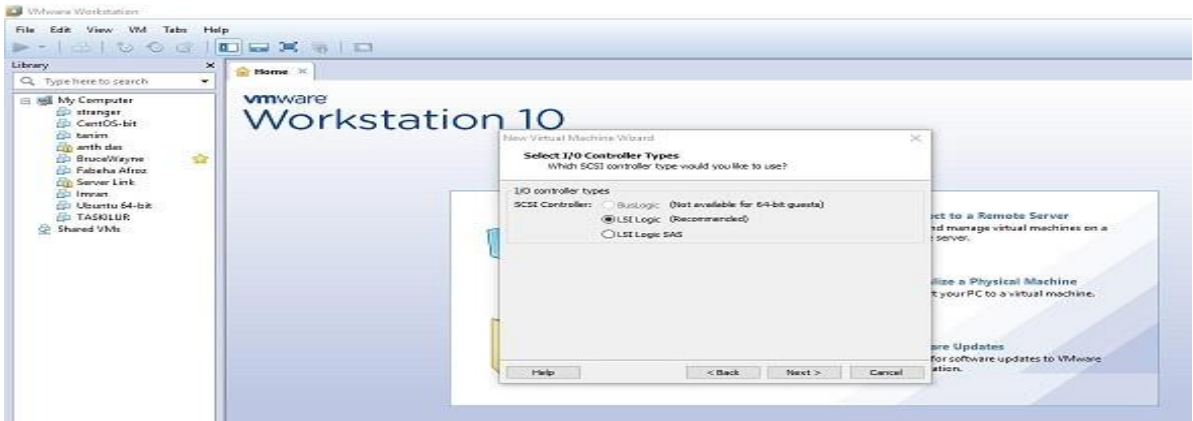 VMware Workstation
File Edit View VM Tabs Help
Library
Type here to search
My Computer
stranger
CentOS-bit
tanim
anth das
BruceWayne
Fabeha Afroz
Server Link
Imran
Ubuntu 64-bit
TASKILUR
Shared VMs
Home
vmware
Workstation 10
New Virtual Machine Wizard
Select I/O Controller Types
Which SCSI controller type would you like to use?
I/O controller types
SCSI Controller: BusLogic (Not available for 64-bit guests)
LSI Logic (Recommended)
LSI Logic SAS
Help < Back Next > Cancel
ect to a Remote Server
nd manage virtual machines on a
server.
lize a Physical Machine
t your PC to a virtual machine.
are Updates
for software updates to VMware
ation.